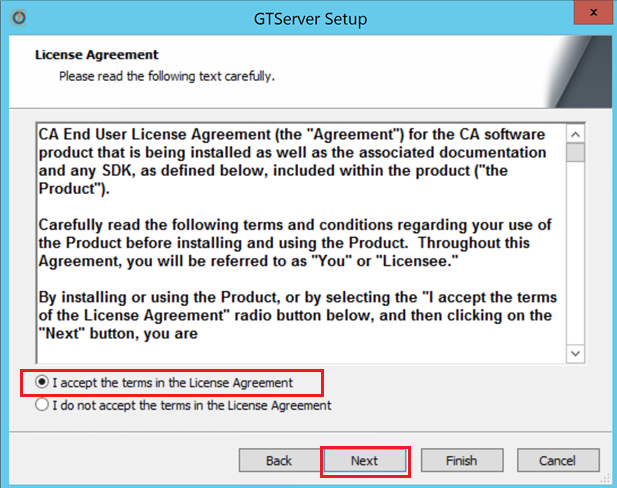 GTServer Setup
x
License Agreement
Please read the following text carefully.
CA End User License Agreement (the "Agreement") for the CA software
product that is being installed as well as the associated documentation
and any SDK, as defined below, included within the product ("the
Product").
Carefully read the following terms and conditions regarding your use of
the Product before installing and using the Product.  Throughout this
Agreement, you will be referred to as "You" or "Licensee."
By installing or using the Product, or by selecting the "I accept the terms
of the License Agreement" radio button below, and then clicking on the
"Next" button, you are
I accept the terms in the License Agreement
I do not accept the terms in the License Agreement
Back Next Finish Cancel